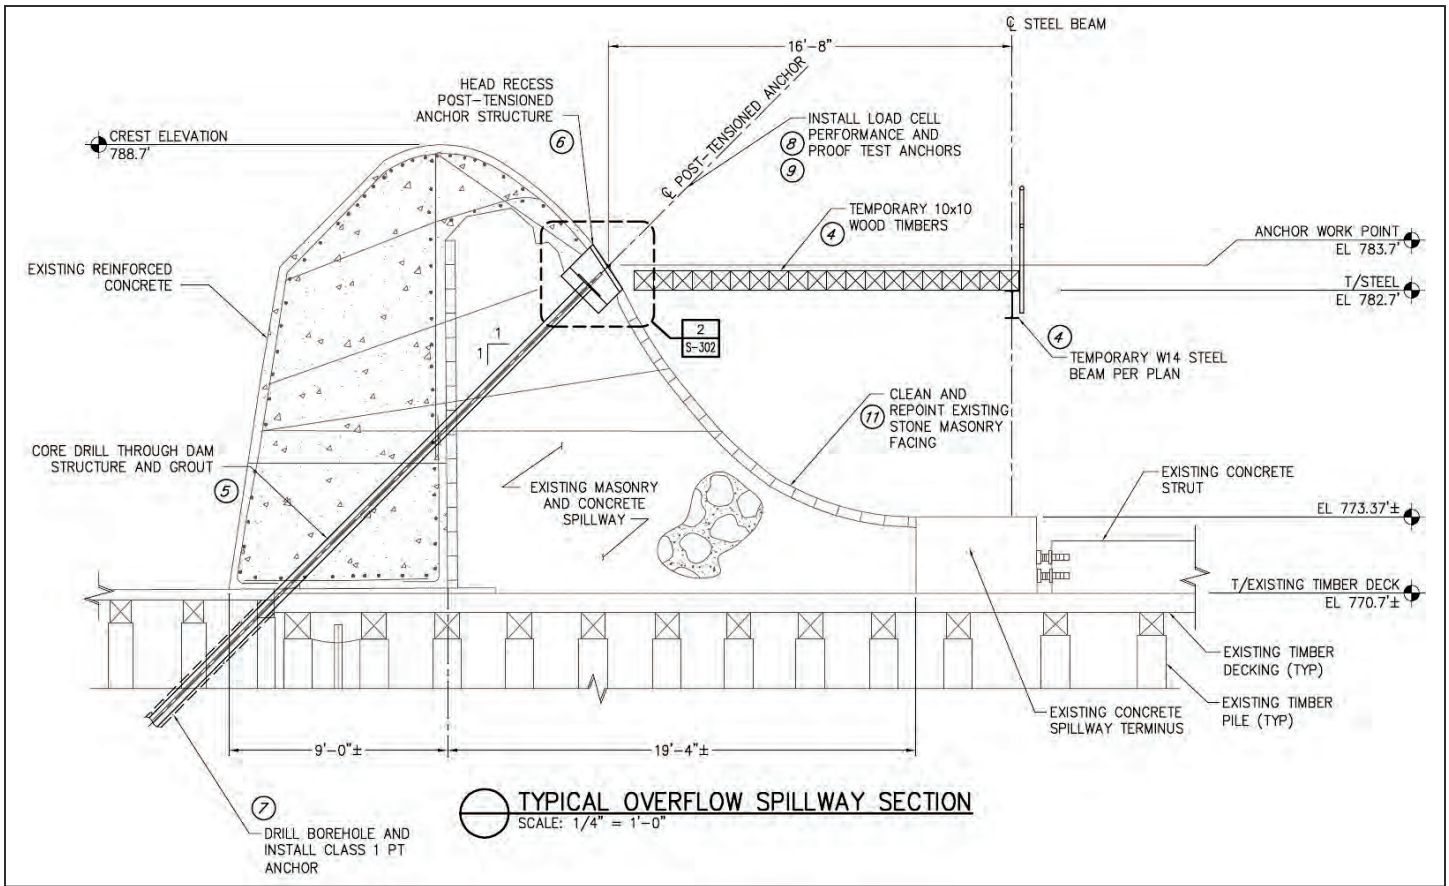 ℄ STEEL BEAM
16'-8"
HEAD RECESS
POST-TENSIONED
ANCHOR STRUCTURE
6
℄ POST-TENSIONED ANCHOR
INSTALL LOAD CELL
PERFORMANCE AND
PROOF TEST ANCHORS
8
9
CREST ELEVATION
788.7'
TEMPORARY 10x10
WOOD TIMBERS
4
ANCHOR WORK POINT
EL 783.7'
T/STEEL
EL 782.7'
EXISTING REINFORCED
CONCRETE
1
1
2
S-302
4
TEMPORARY W14 STEEL
BEAM PER PLAN
CLEAN AND
REPOINT EXISTING
STONE MASONRY
FACING
11
CORE DRILL THROUGH DAM
STRUCTURE AND GROUT
5
EXISTING MASONRY
AND CONCRETE
SPILLWAY
EXISTING CONCRETE
STRUT
EL 773.37'±
T/EXISTING TIMBER DECK
EL 770.7'±
EXISTING TIMBER
DECKING (TYP)
EXISTING TIMBER
PILE (TYP)
EXISTING CONCRETE
SPILLWAY TERMINUS
9'-0"±
19'-4"±
7
DRILL BOREHOLE AND
INSTALL CLASS 1 PT
ANCHOR
TYPICAL OVERFLOW SPILLWAY SECTION
SCALE: 1/4" = 1'-0"